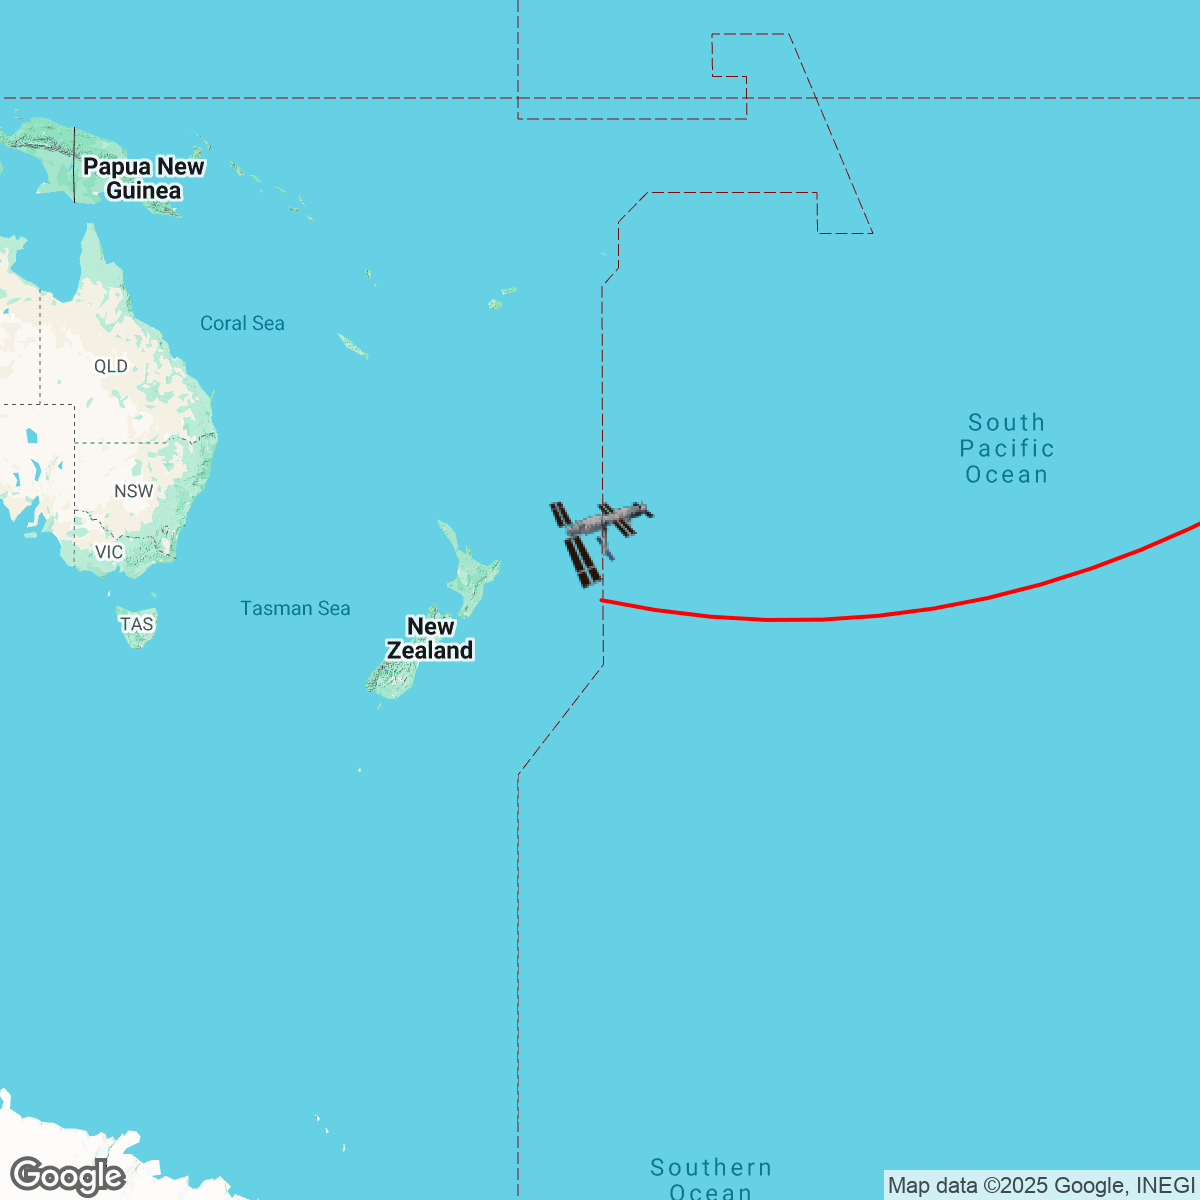 Papua New
Guinea
Coral Sea
QLD
South
Pacific
Ocean
NSW
VIC
Tasman Sea
TAS
New
Zealand
Southern
Ocean
Google
Map data ©2025 Google, INEGI